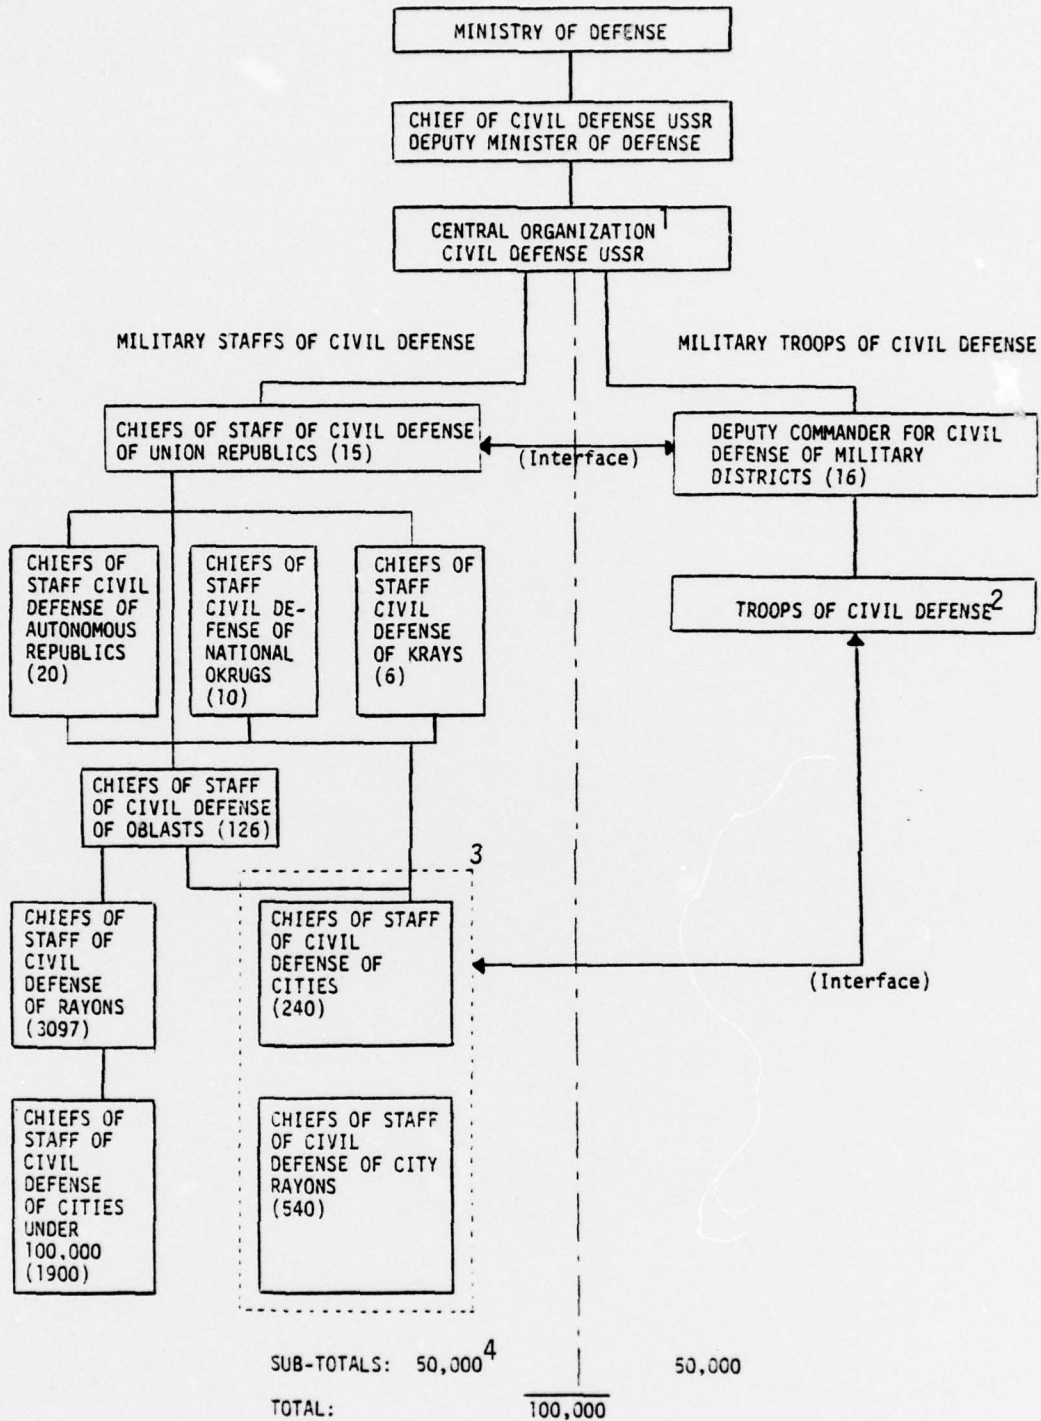 MINISTRY OF DEFENSE
CHIEF OF CIVIL DEFENSE USSR
DEPUTY MINISTER OF DEFENSE
CENTRAL ORGANIZATION 1
CIVIL DEFENSE USSR
MILITARY STAFFS OF CIVIL DEFENSE
MILITARY TROOPS OF CIVIL DEFENSE
CHIEFS OF STAFF OF CIVIL DEFENSE
OF UNION REPUBLICS (15)
(Interface)
DEPUTY COMMANDER FOR CIVIL
DEFENSE OF MILITARY
DISTRICTS (16)
CHIEFS OF
STAFF CIVIL
DEFENSE OF
AUTONOMOUS
REPUBLICS
(20)
CHIEFS OF
STAFF
CIVIL DE-
FENSE OF
NATIONAL
OKRUGS
(10)
CHIEFS OF
STAFF
CIVIL
DEFENSE
OF KRAYS
(6)
TROOPS OF CIVIL DEFENSE 2
CHIEFS OF STAFF
OF CIVIL DEFENSE
OF OBLASTS (126)
3
CHIEFS OF
STAFF OF
CIVIL
DEFENSE
OF RAYONS
(3097)
CHIEFS OF STAFF
OF CIVIL
DEFENSE OF
CITIES
(240)
(Interface)
CHIEFS OF
STAFF OF
CIVIL
DEFENSE
OF CITIES
UNDER
100,000
(1900)
CHIEFS OF STAFF
OF CIVIL
DEFENSE OF CITY
RAYONS
(540)
SUB-TOTALS: 50,000 4 50,000
TOTAL: 100,000